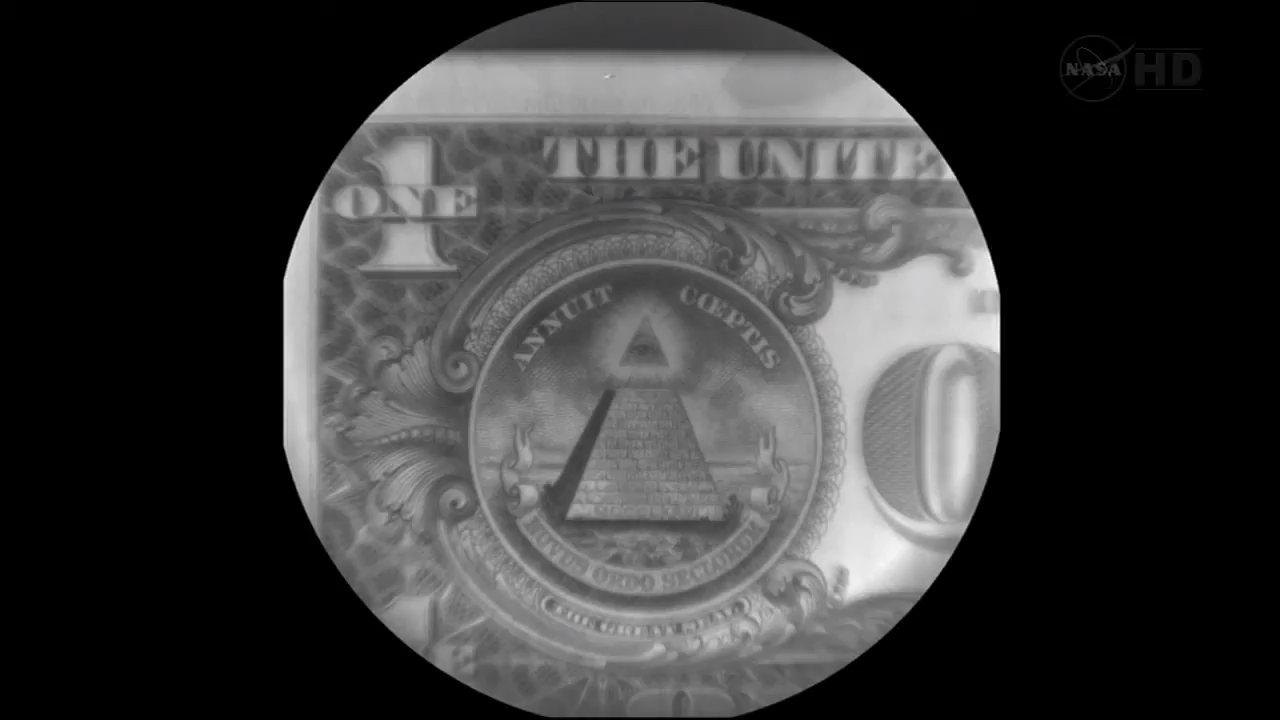 NASA HD
THE UNITE
1
ONE
ANNUIT COEPTIS
NOVUS ORDO SECLORUM